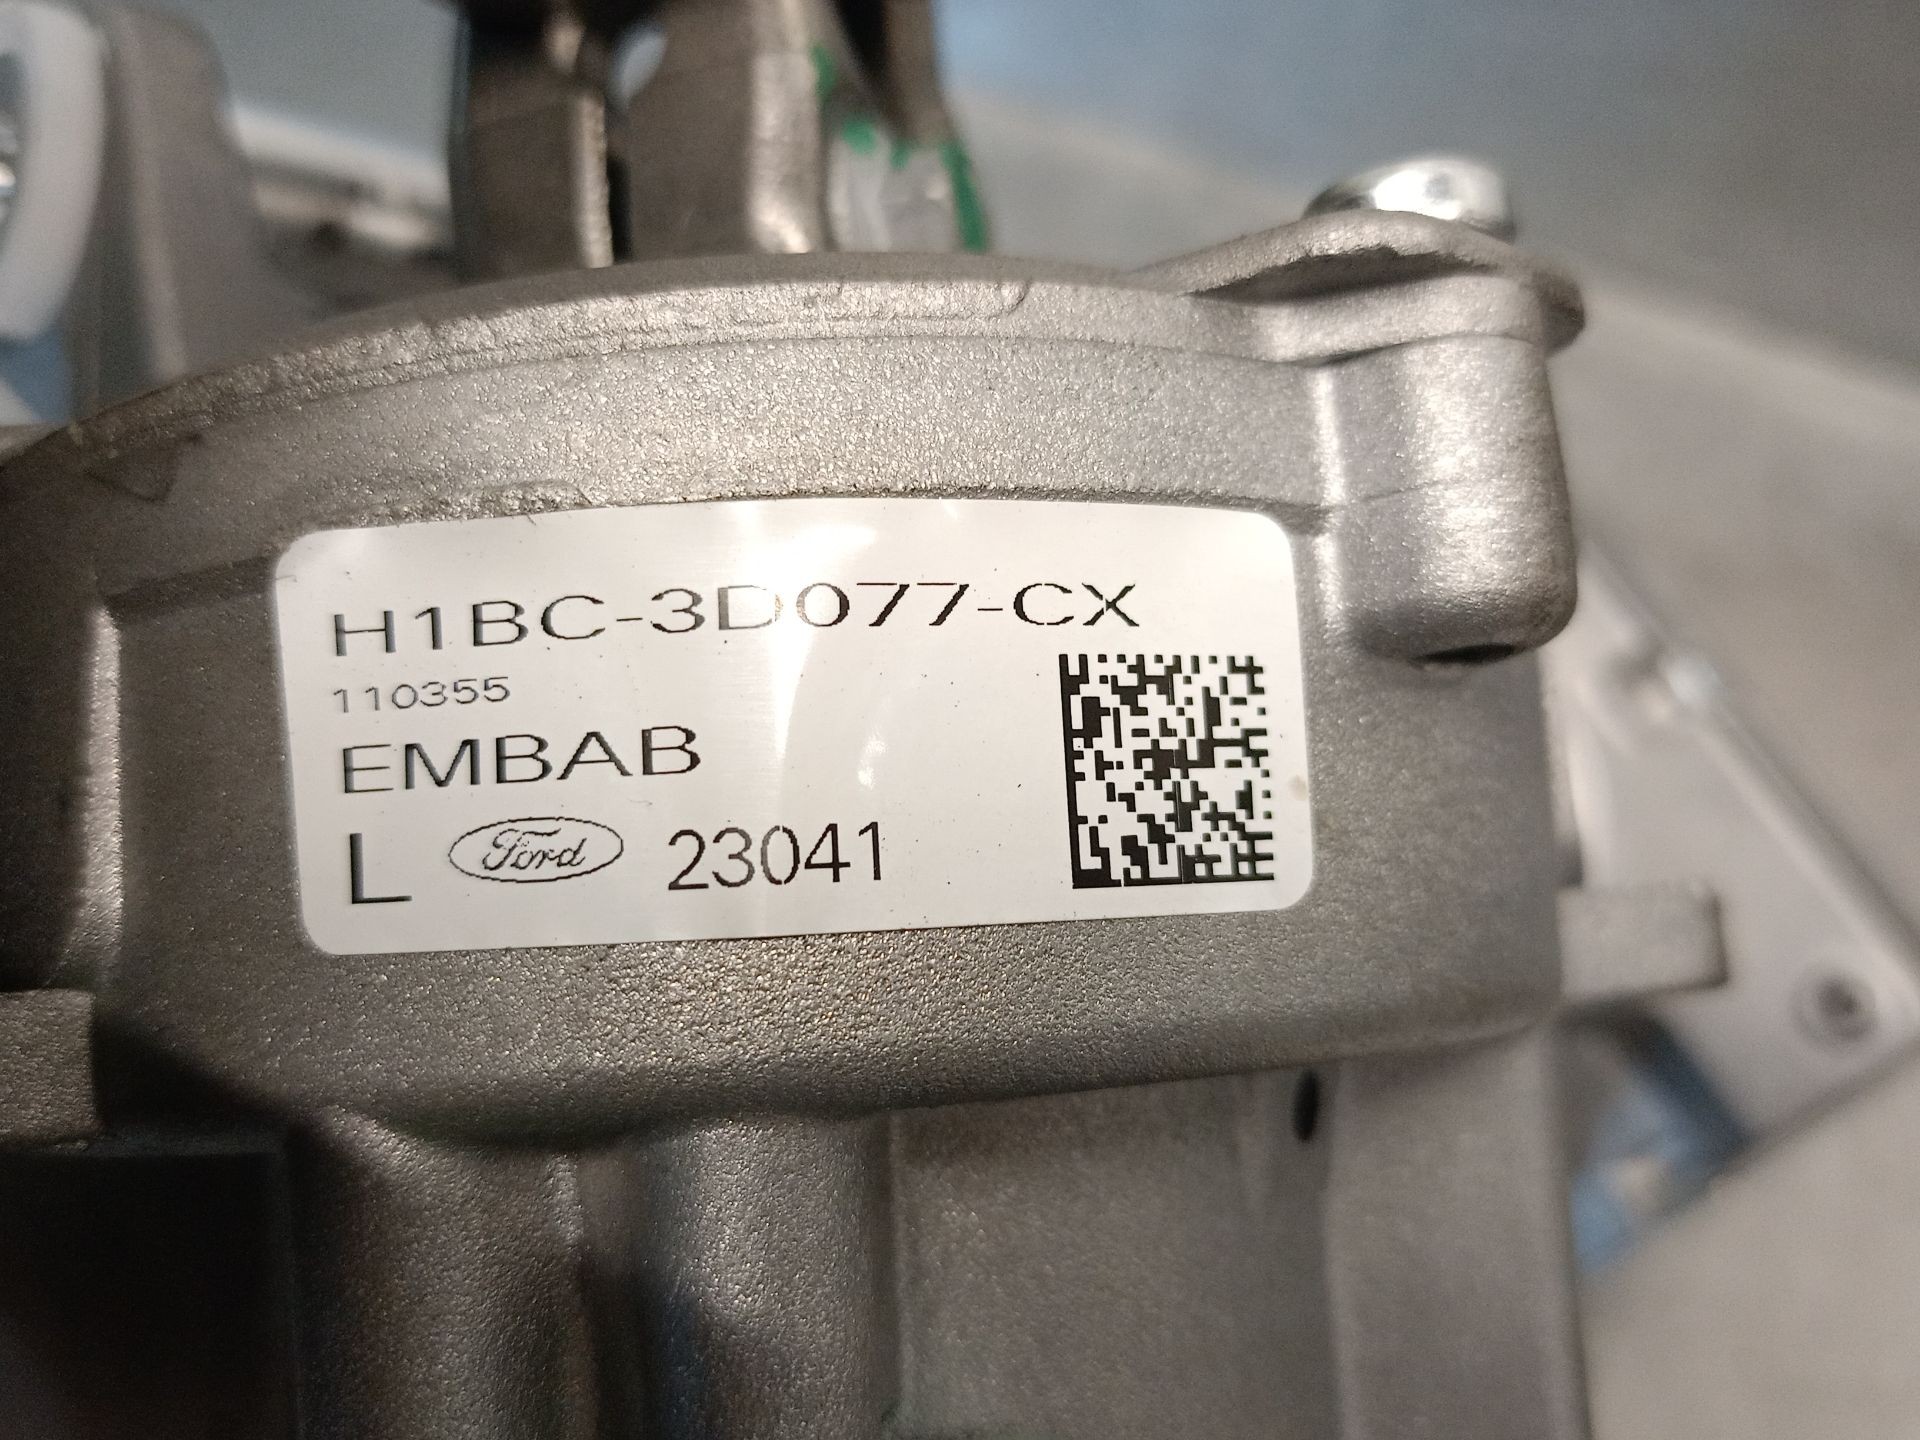 H1BC-3D077-CX
110355
EMBAB
L Ford 23041